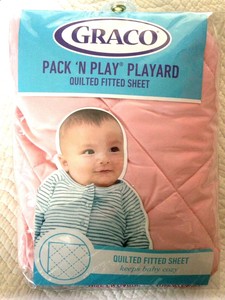 GRACO®
PACK 'N PLAY® PLAYARD
QUILTED FITTED SHEET
QUILTED FITTED SHEET
keeps baby cozy